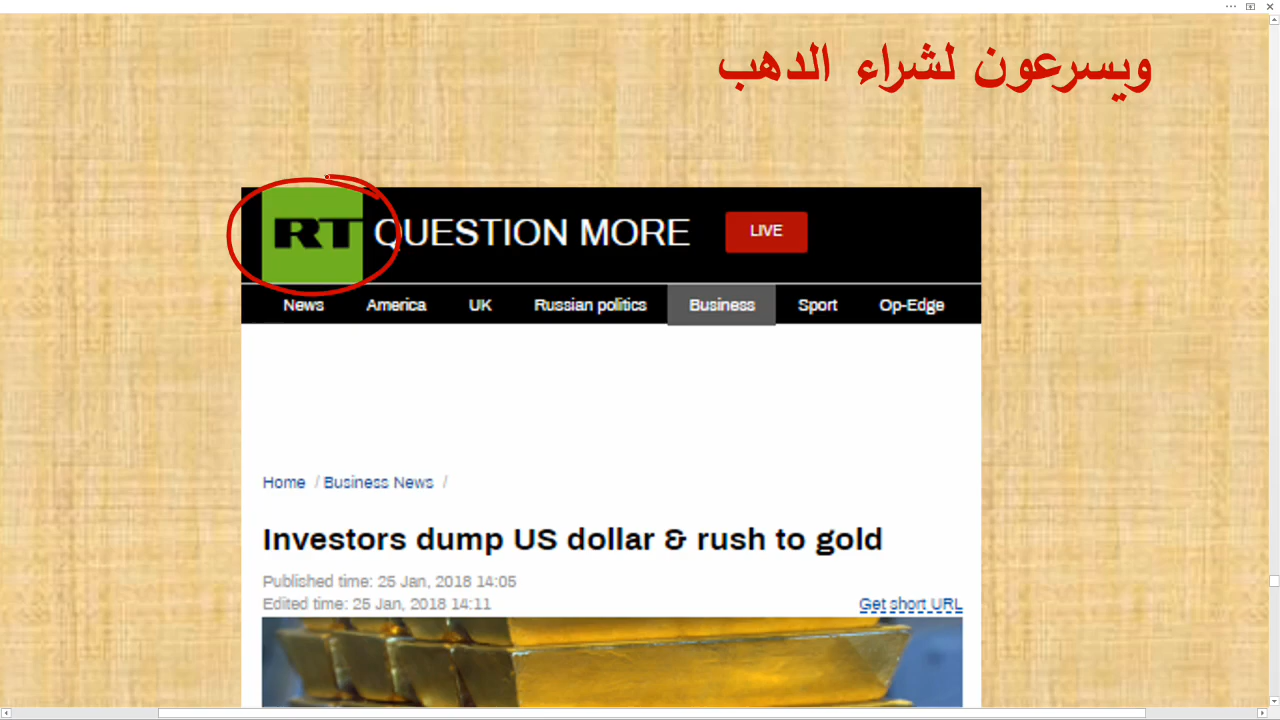 ويسرعون لشراء الدهب
RT QUESTION MORE LIVE
News America UK Russian politics Business Sport Op-Edge
Home / Business News /
Investors dump US dollar & rush to gold
Published time: 25 Jan, 2018 14:05
Edited time: 25 Jan, 2018 14:11 Get short URL